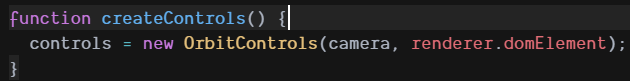 function createControls() {
  controls = new OrbitControls(camera, renderer.domElement);
}